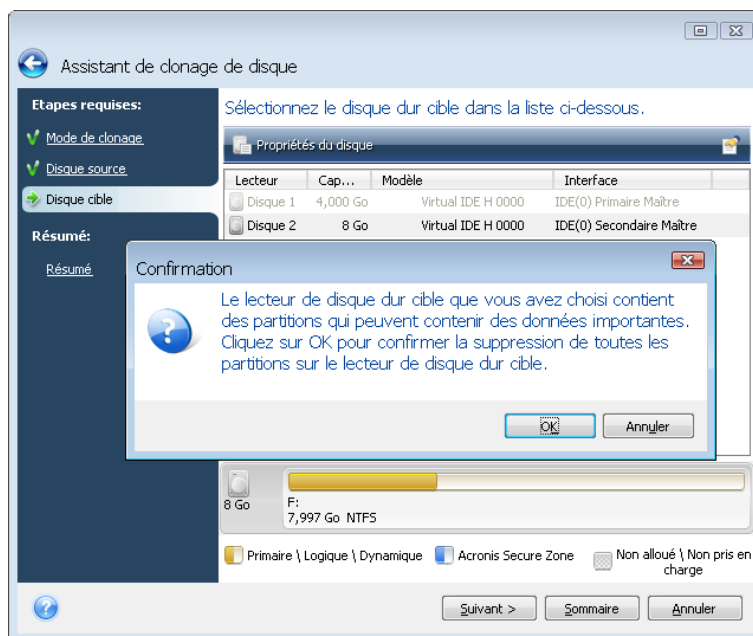 Assistant de clonage de disque
Etapes requises:
Mode de clonage
Disque source
Disque cible
Résumé:
Résumé
Sélectionnez le disque dur cible dans la liste ci-dessous.
Propriétés du disque
Lecteur Cap... Modèle Interface
Disque 1 4,000 Go Virtual IDE H 0000 IDE(0) Primaire Maître
Disque 2 8 Go Virtual IDE H 0000 IDE(0) Secondaire Maître
Confirmation
Le lecteur de disque dur cible que vous avez choisi contient
des partitions qui peuvent contenir des données importantes.
Cliquez sur OK pour confirmer la suppression de toutes les
partitions sur le lecteur de disque dur cible.
OK Annuler
8 Go
F:
7,997 Go NTFS
Primaire \ Logique \ Dynamique Acronis Secure Zone Non alloué \ Non pris en
charge
Suivant > Sommaire Annuler